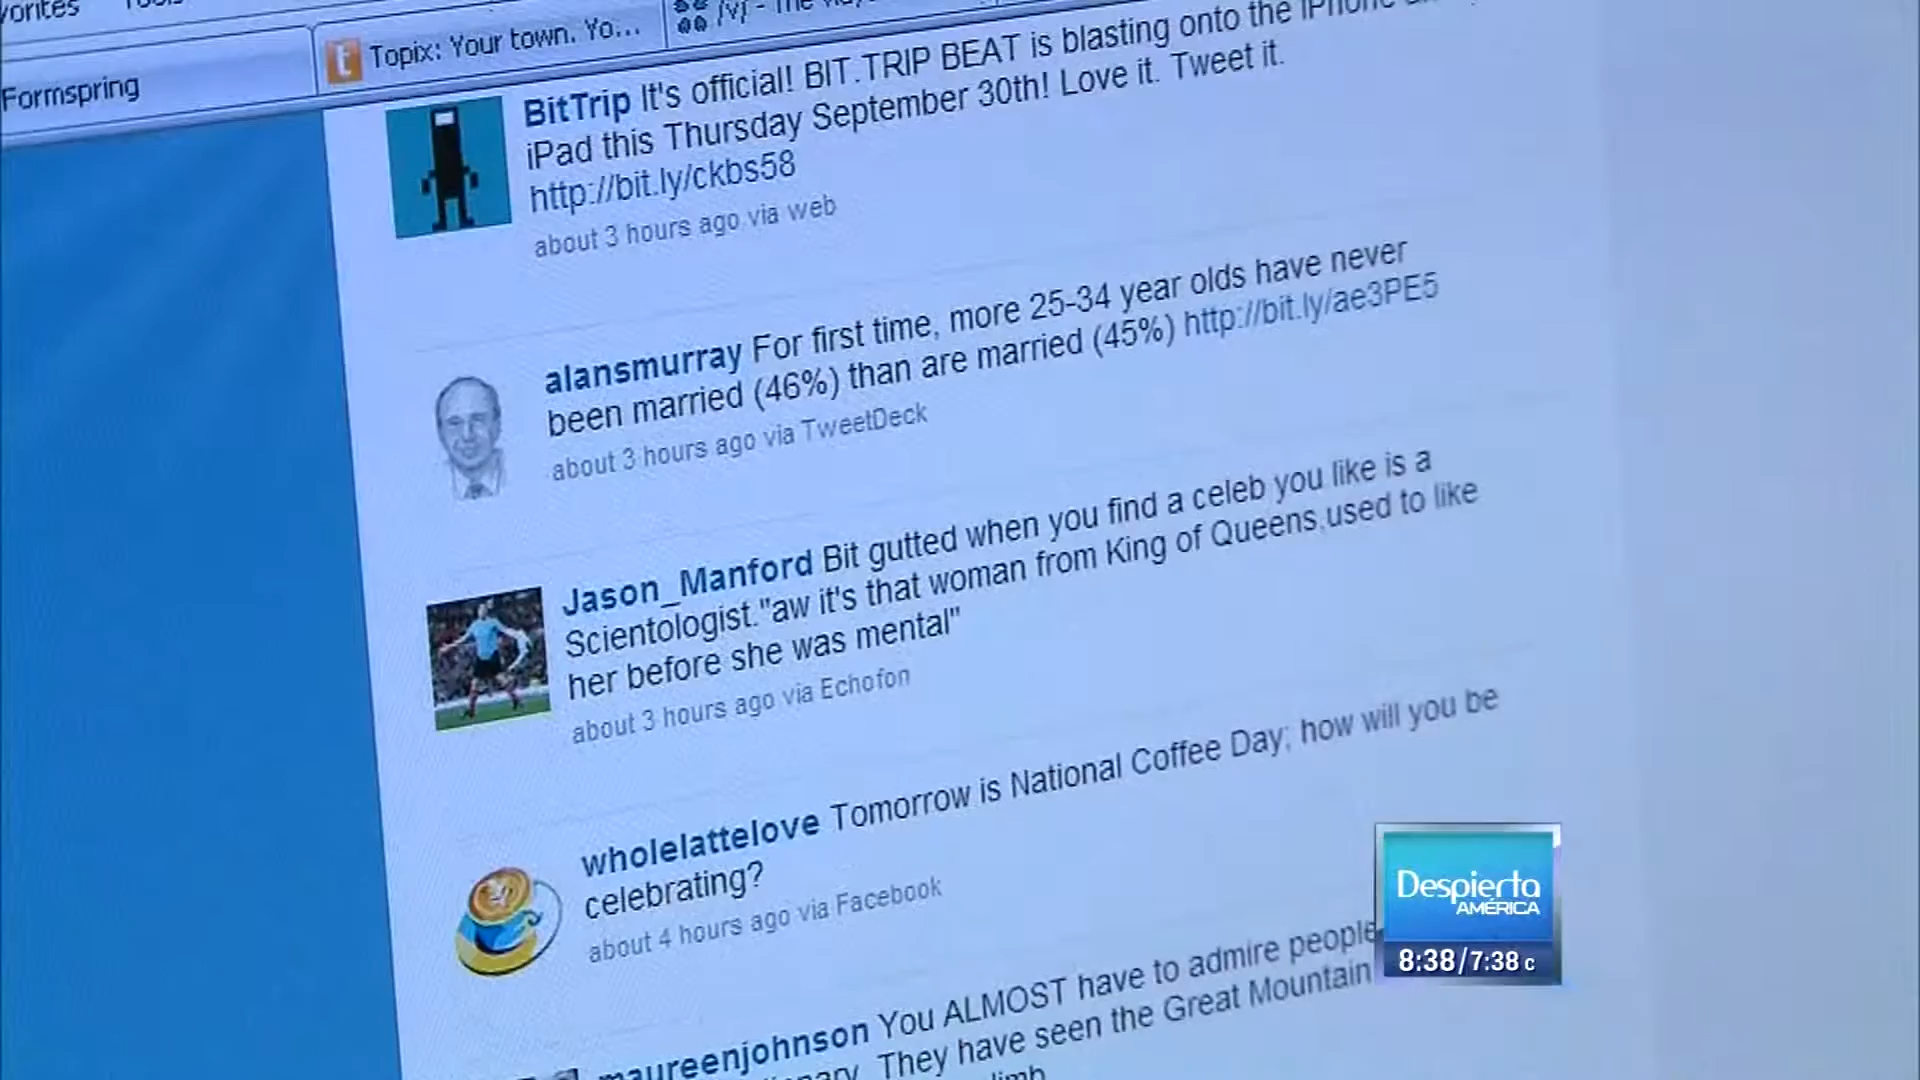 Formspring
Topix: Your town. Yo...
BitTrip It's official! BIT.TRIP BEAT is blasting onto the iPhone
iPad this Thursday September 30th! Love it. Tweet it.
http://bit.ly/ckbs58
about 3 hours ago via web
alansmurray For first time, more 25-34 year olds have never
been married (46%) than are married (45%) http://bit.ly/ae3PE5
about 3 hours ago via TweetDeck
Jason_Manford Bit gutted when you find a celeb you like is a
Scientologist."aw it's that woman from King of Queens,used to like
her before she was mental"
about 3 hours ago via Echofon
wholelattelove Tomorrow is National Coffee Day; how will you be
celebrating?
about 4 hours ago via Facebook
maureenjohnson You ALMOST have to admire people
They have seen the Great Mountain
Despierta
AMÉRICA
8:38/7:38 c